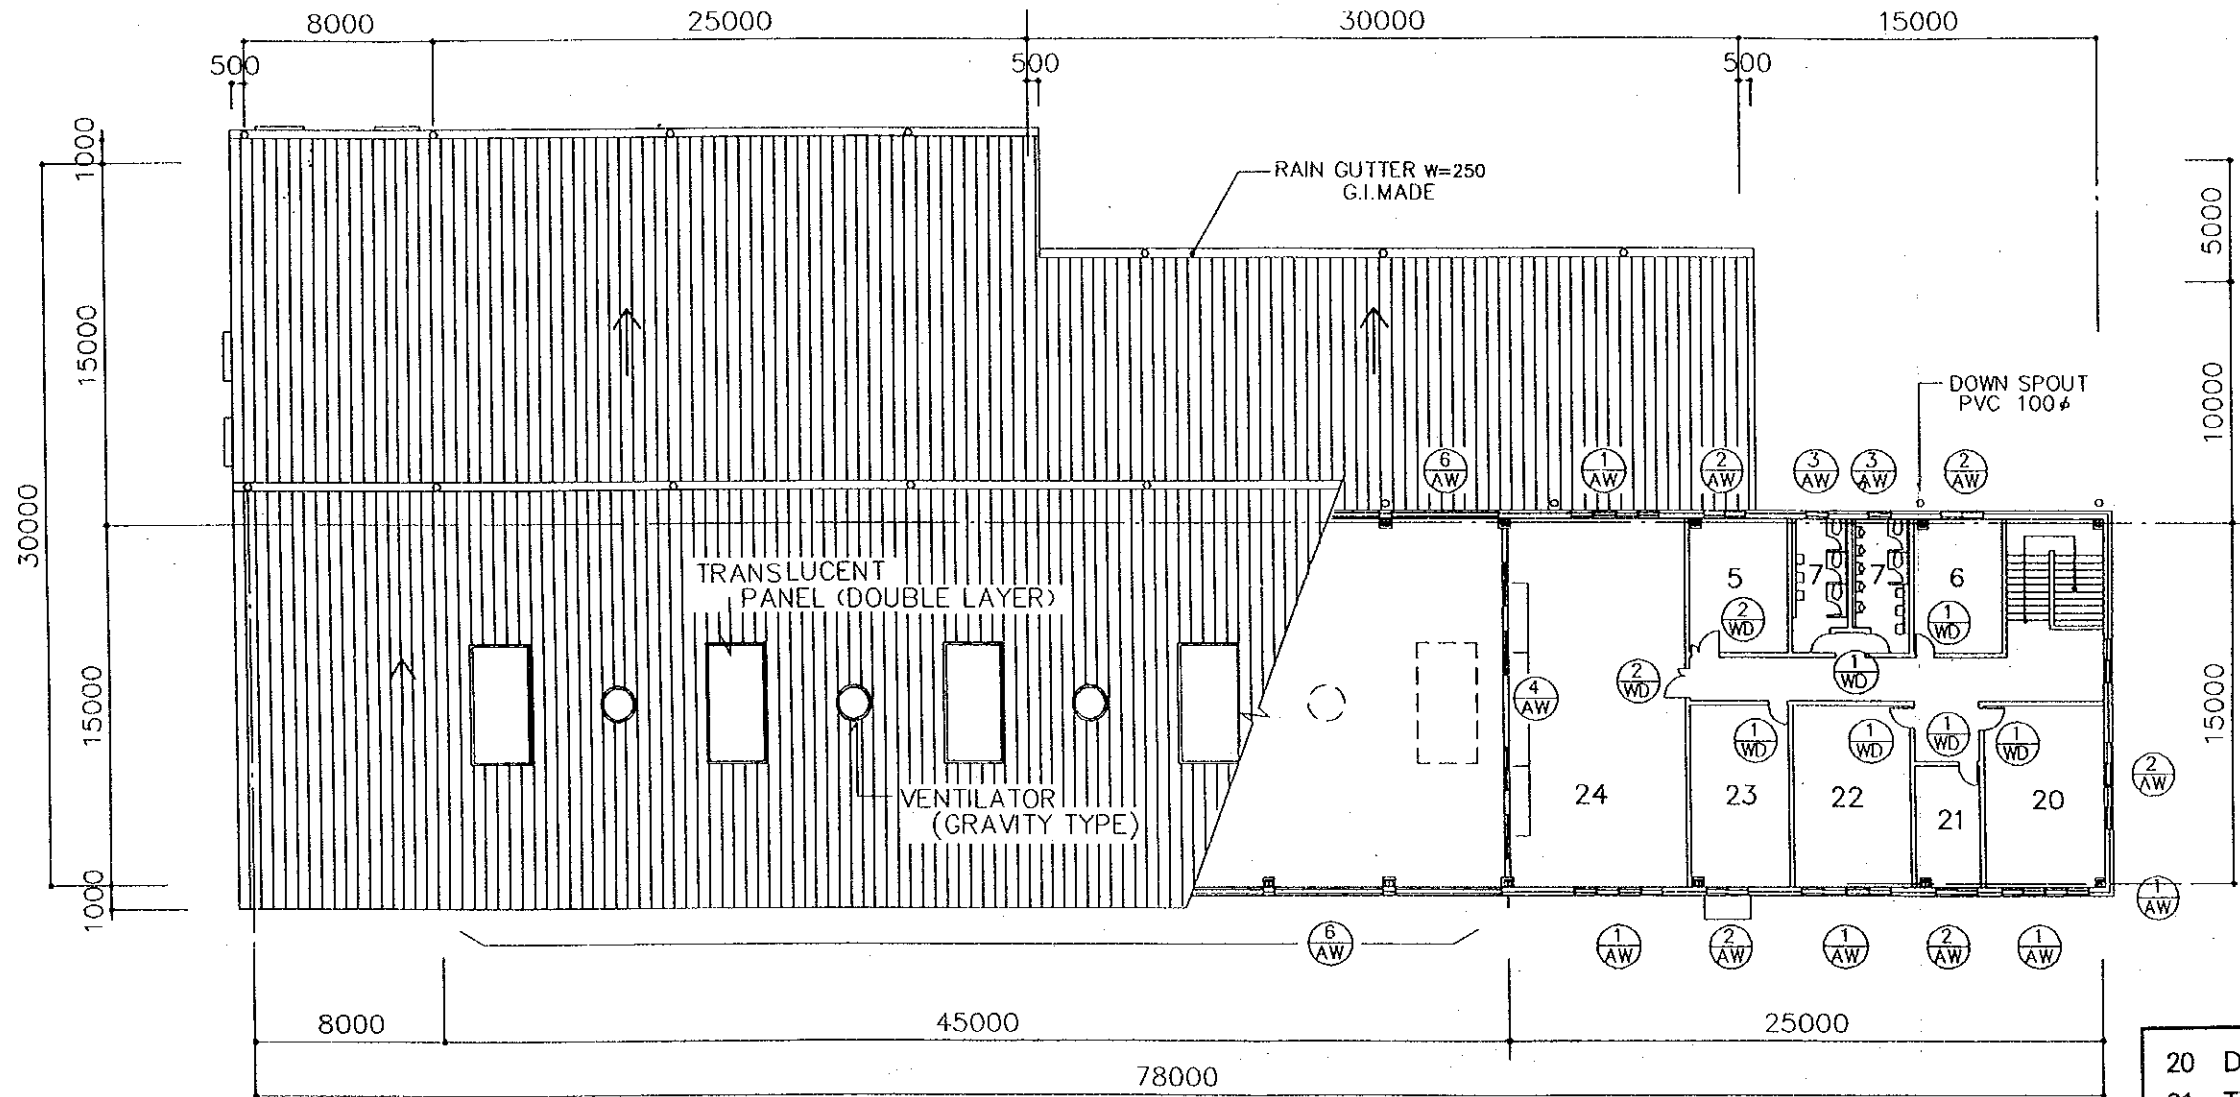 8000 25000 30000 15000
500 500 500
1000
15000
30000
15000
1000
5000
10000
15000
RAIN GUTTER W=250
G.I.MADE
DOWN SPOUT
PVC 100φ
6 AW
1 AW
2 AW
3 AW
3 AW
2 AW
TRANSLUCENT
PANEL (DOUBLE LAYER)
5
7
7
6
2 WD
1 WD
2 WD
1 WD
4 AW
1 WD
1 WD
1 WD
1 WD
2 AW
VENTILATOR
(GRAVITY TYPE)
24
23
22
21
20
1 AW
6 AW
1 AW
2 AW
1 AW
2 AW
1 AW
8000 45000 25000
78000
20 D